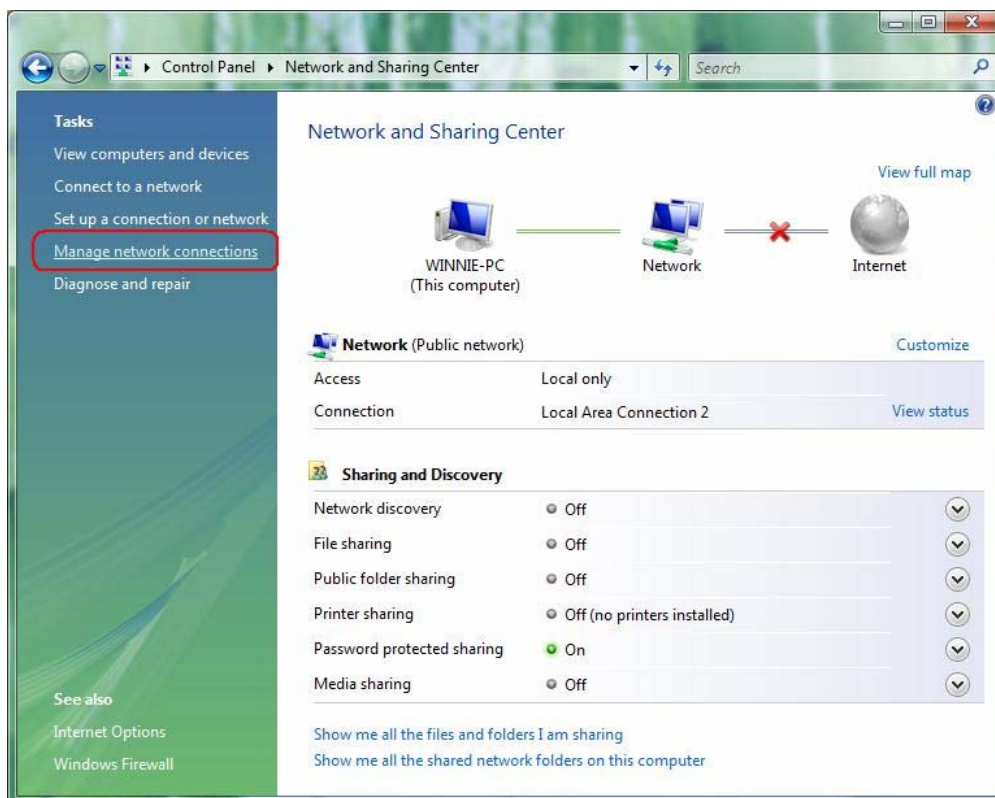 Control Panel
Network and Sharing Center
Search
Tasks
View computers and devices
Connect to a network
Set up a connection or network
Manage network connections
Diagnose and repair
See also
Internet Options
Windows Firewall
Network and Sharing Center
View full map
WINNIE-PC
(This computer)
Network
Internet
Network (Public network)
Customize
Access Local only
Connection Local Area Connection 2 View status
Sharing and Discovery
Network discovery Off
File sharing Off
Public folder sharing Off
Printer sharing Off (no printers installed)
Password protected sharing On
Media sharing Off
Show me all the files and folders I am sharing
Show me all the shared network folders on this computer